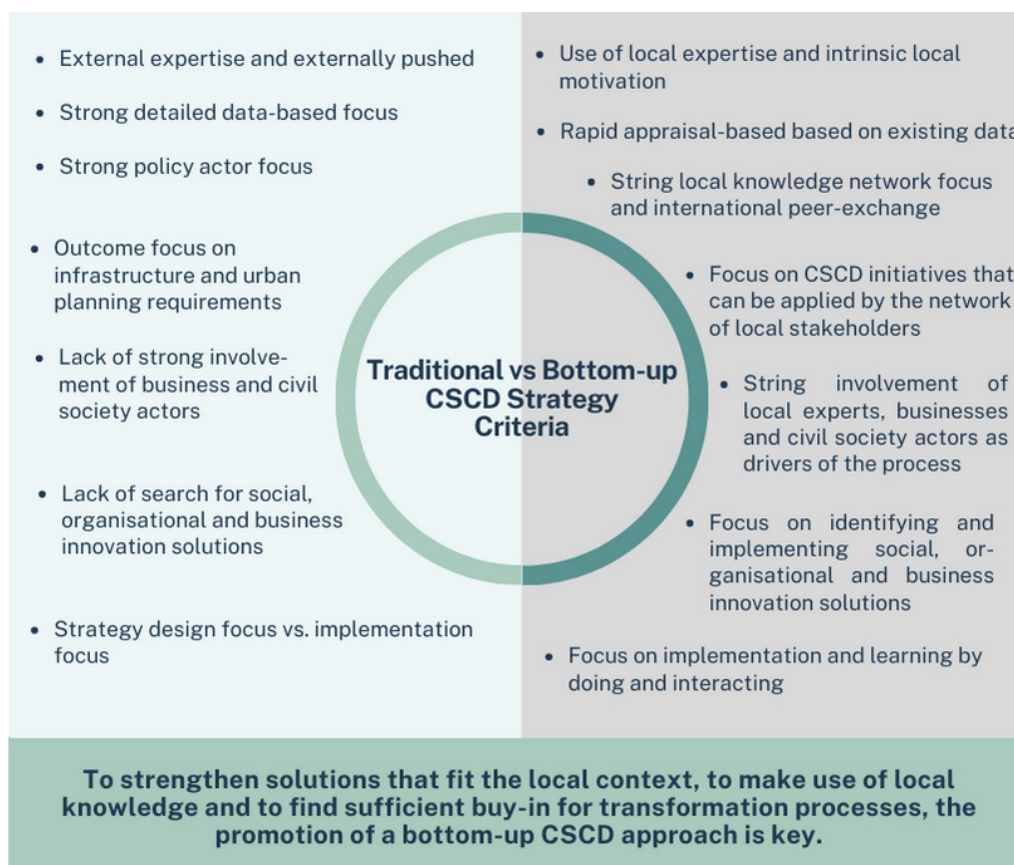 • External expertise and externally pushed
• Strong detailed data-based focus
• Strong policy actor focus
• Outcome focus on
infrastructure and urban
planning requirements
• Lack of strong involve-
ment of business and civil
society actors
• Lack of search for social,
organisational and business
innovation solutions
• Strategy design focus vs. implementation
focus
Traditional vs Bottom-up
CSCD Strategy
Criteria
• Use of local expertise and intrinsic local
motivation
• Rapid appraisal-based based on existing data
• String local knowledge network focus
and international peer-exchange
• Focus on CSCD initiatives that
can be applied by the network
of local stakeholders
• String involvement of
local experts, businesses
and civil society actors as
drivers of the process
• Focus on identifying and
implementing social, or-
ganisational and business
innovation solutions
• Focus on implementation and learning by
doing and interacting
To strengthen solutions that fit the local context, to make use of local
knowledge and to find sufficient buy-in for transformation processes, the
promotion of a bottom-up CSCD approach is key.